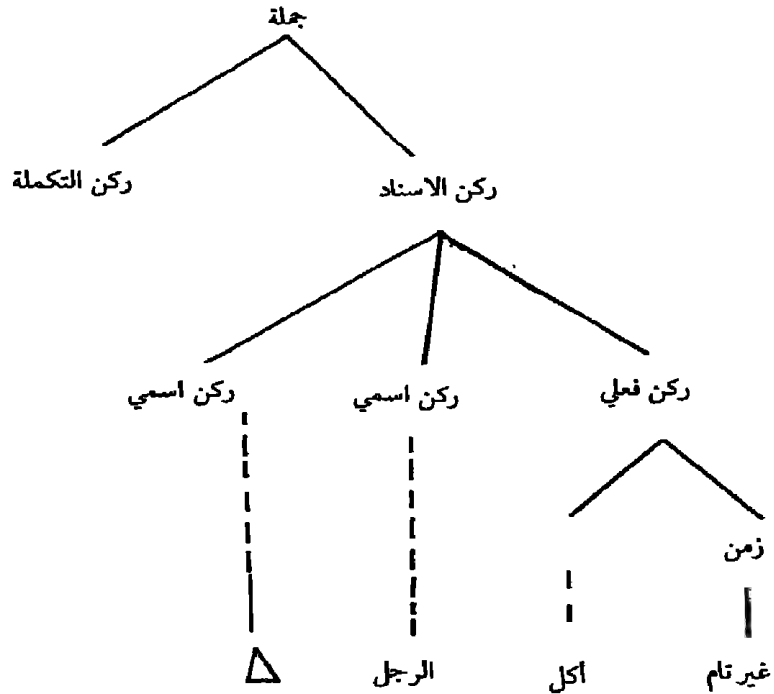 جملة
ركن الاسناد ركن التكملة
ركن فعلي ركن اسمي ركن اسمي
زمن
غير تام أكل الرجل Δ